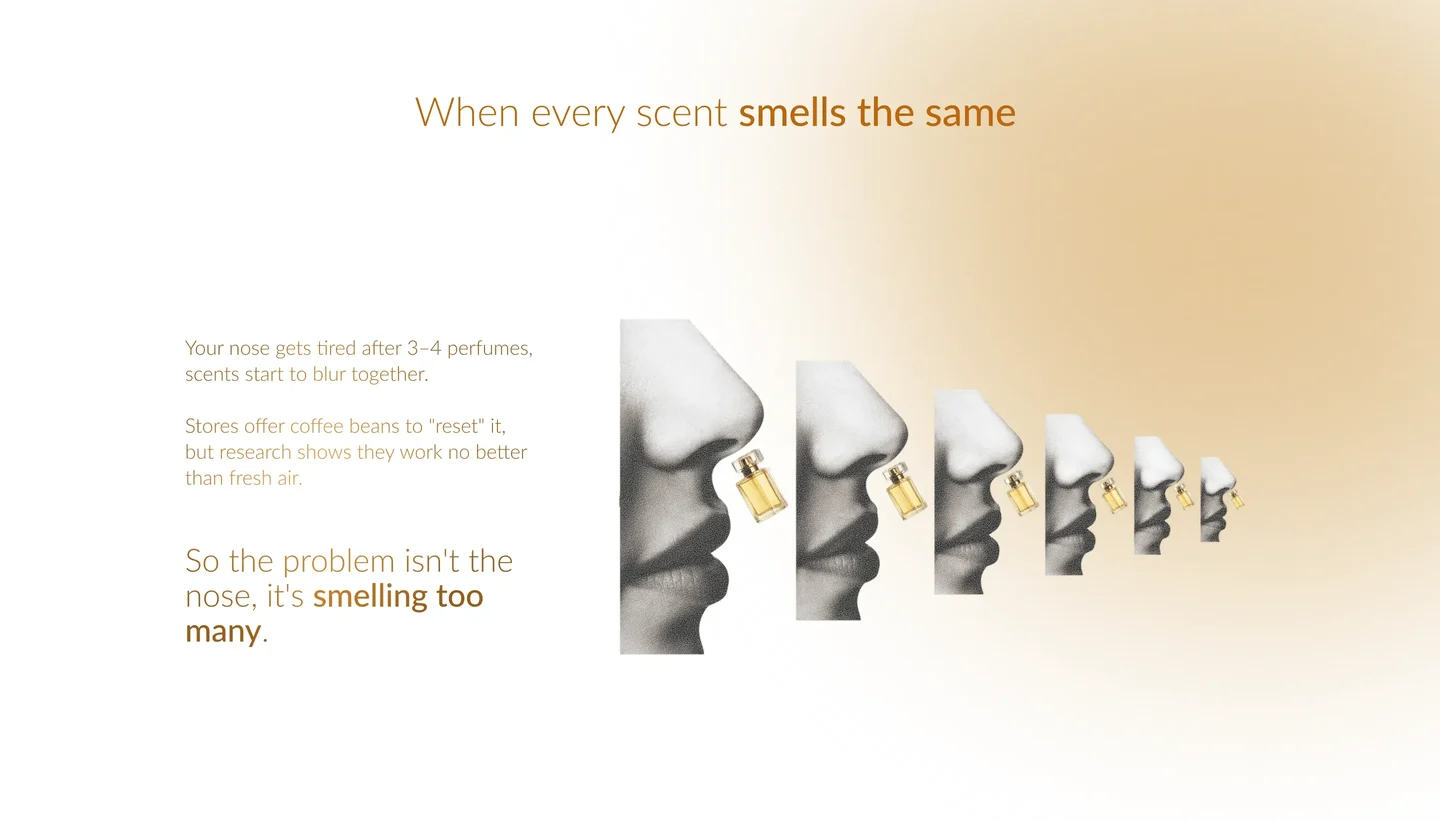 When every scent smells the same
Your nose gets tired after 3–4 perfumes,
scents start to blur together.
Stores offer coffee beans to "reset" it,
but research shows they work no better
than fresh air.
So the problem isn't the
nose, it's smelling too
many.